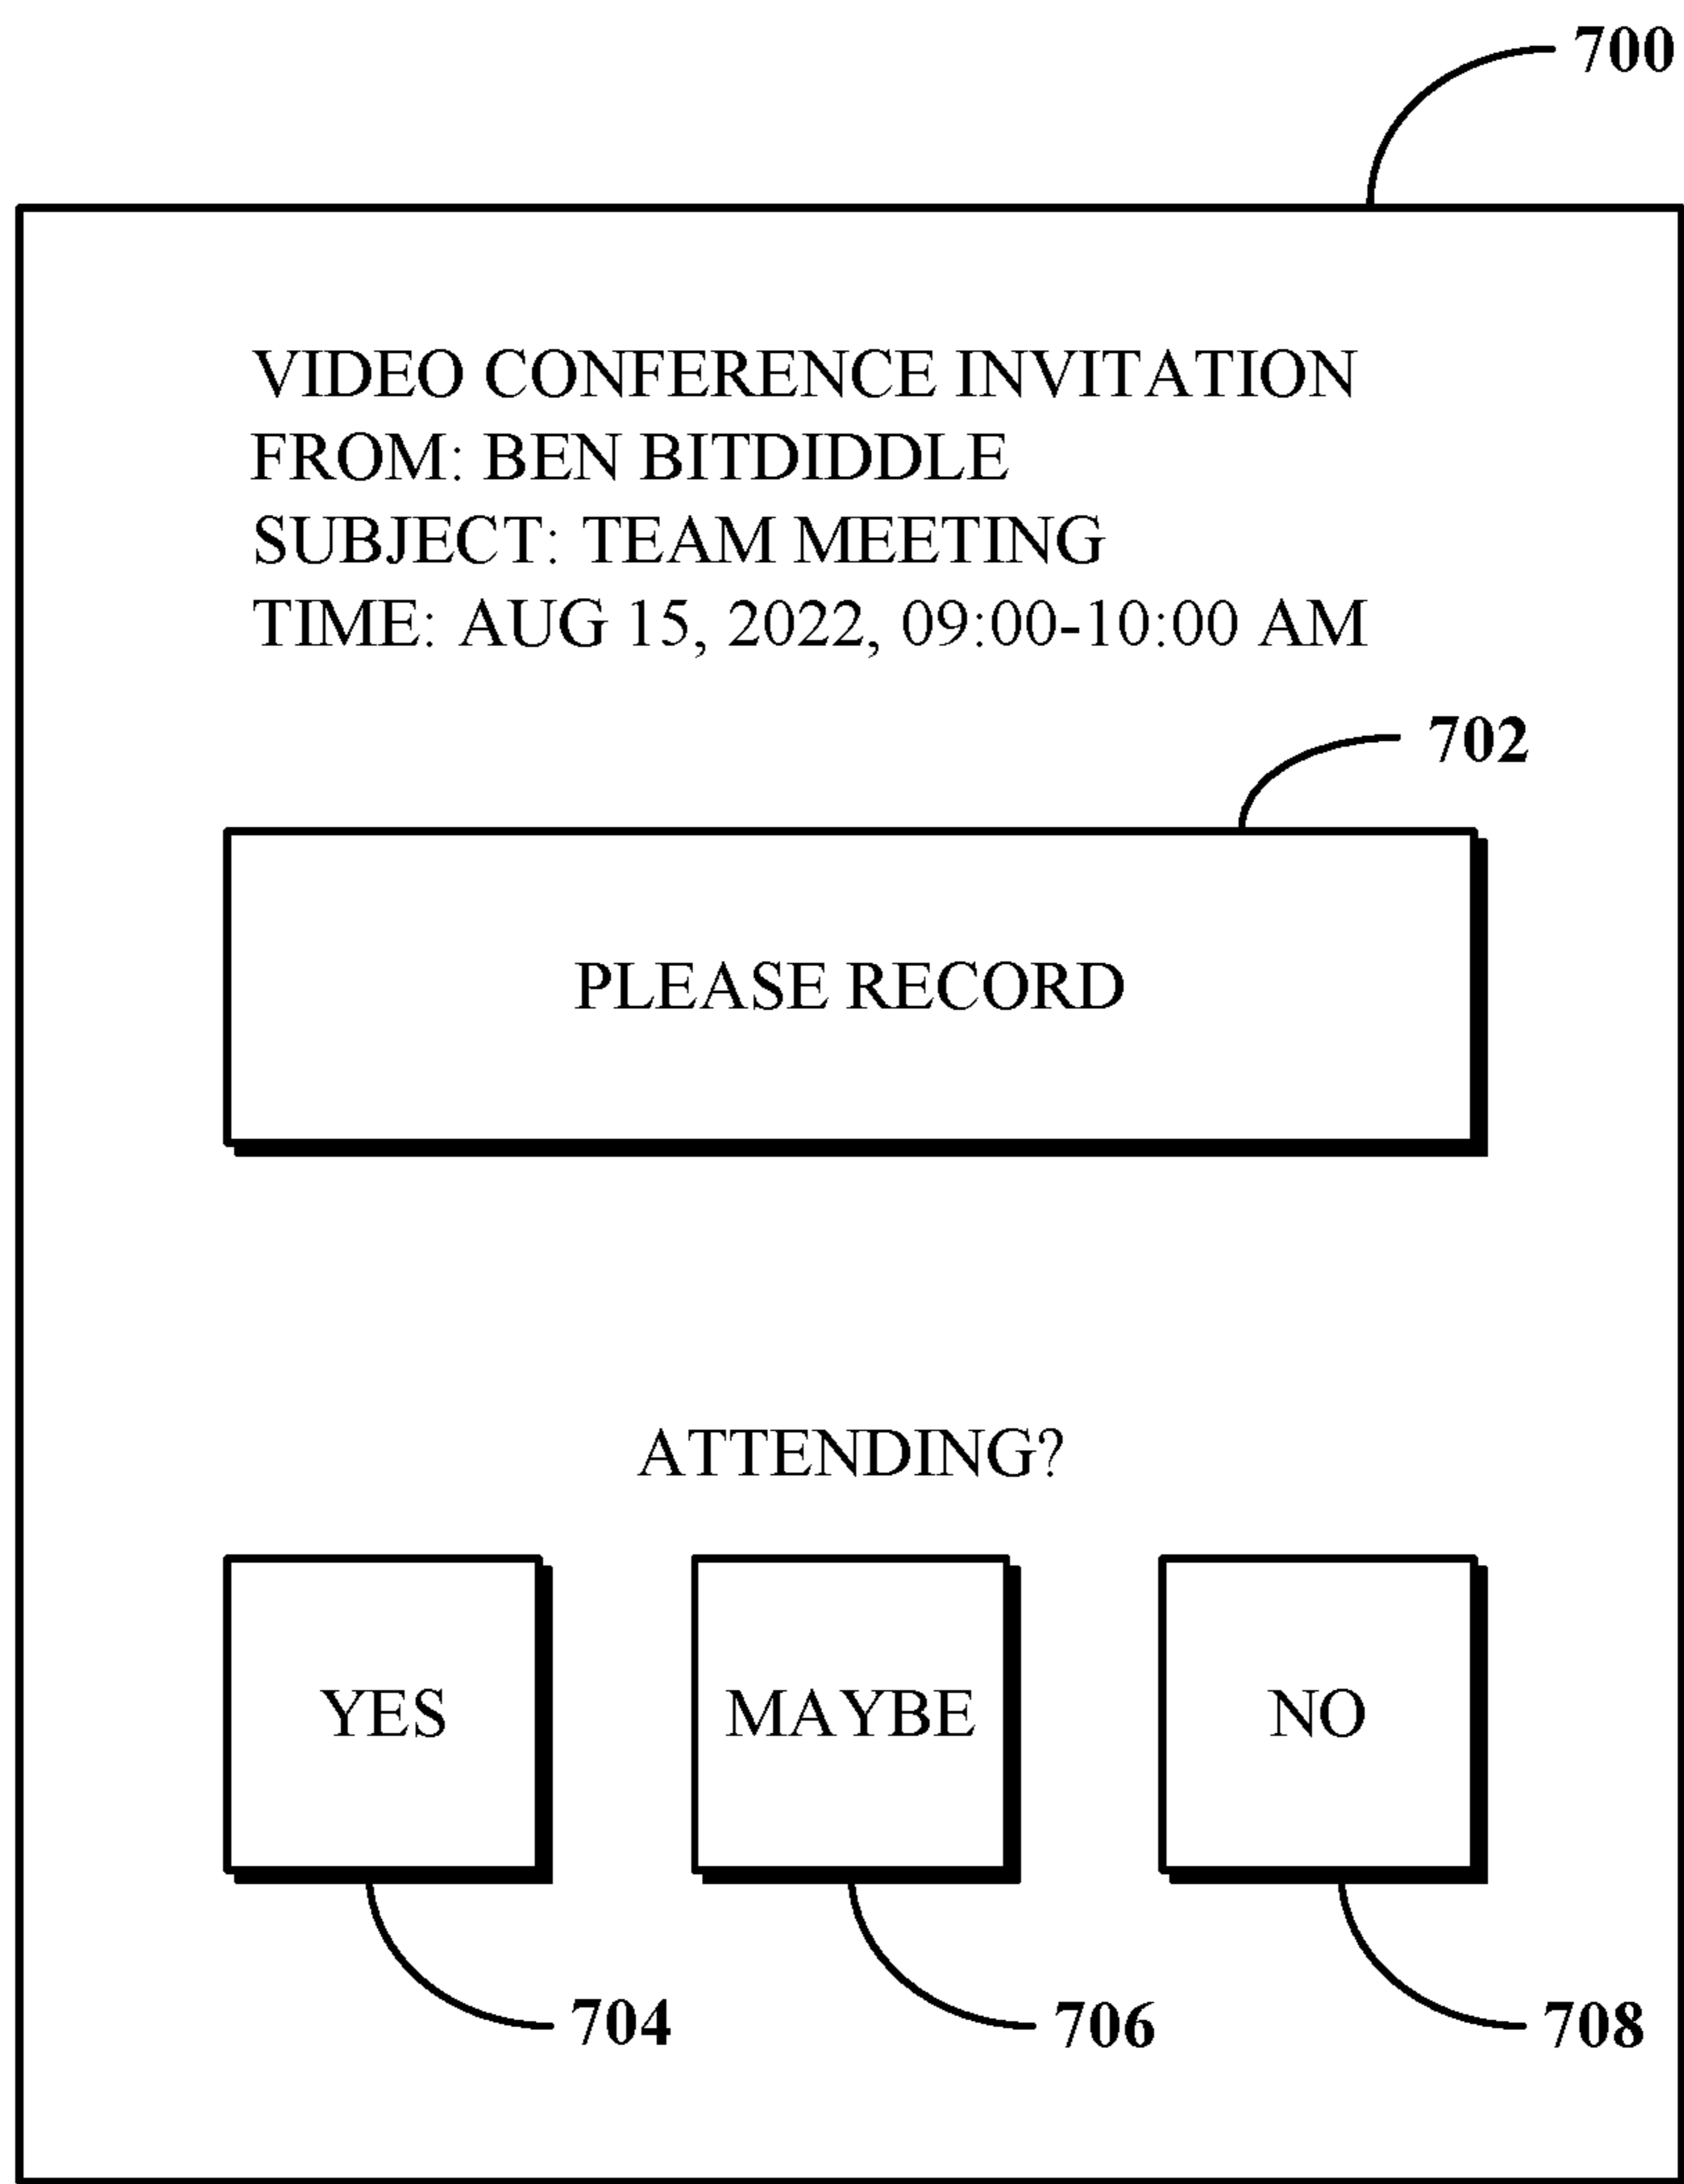 700
VIDEO CONFERENCE INVITATION
FROM: BEN BITDIDDLE
SUBJECT: TEAM MEETING
TIME: AUG 15, 2022, 09:00-10:00 AM
702
PLEASE RECORD
ATTENDING?
YES MAYBE NO
704 706 708